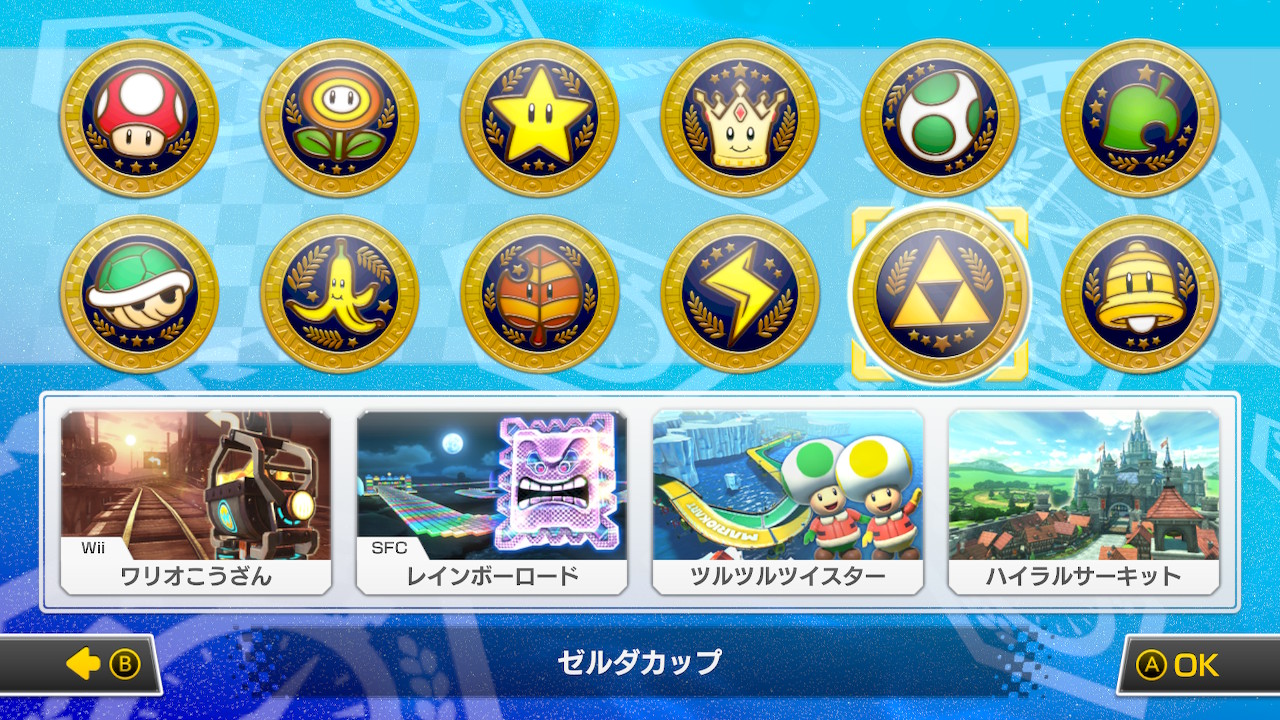 Wii
ワリオこうざん
SFC
レインボーロード
MARIOKART
ツルツルツイスター
ハイラルサーキット
B
ゼルダカップ
A OK